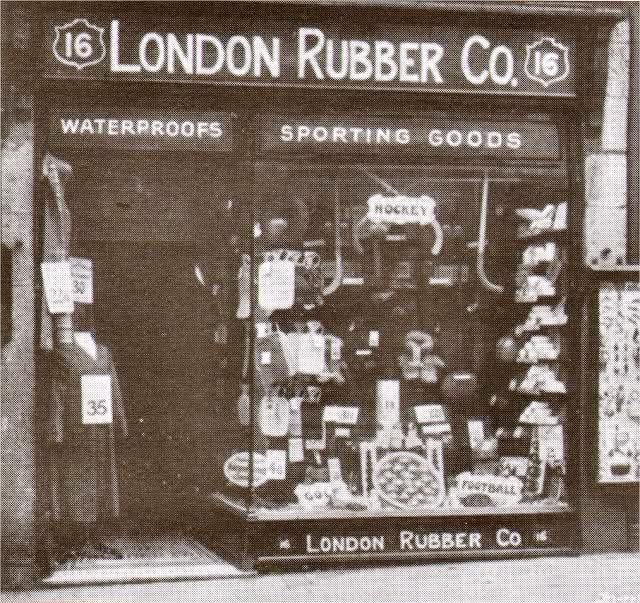 16 LONDON RUBBER CO. 16
WATERPROOFS
SPORTING GOODS
HOCKEY
35
FOOTBALL
16 LONDON RUBBER CO 16